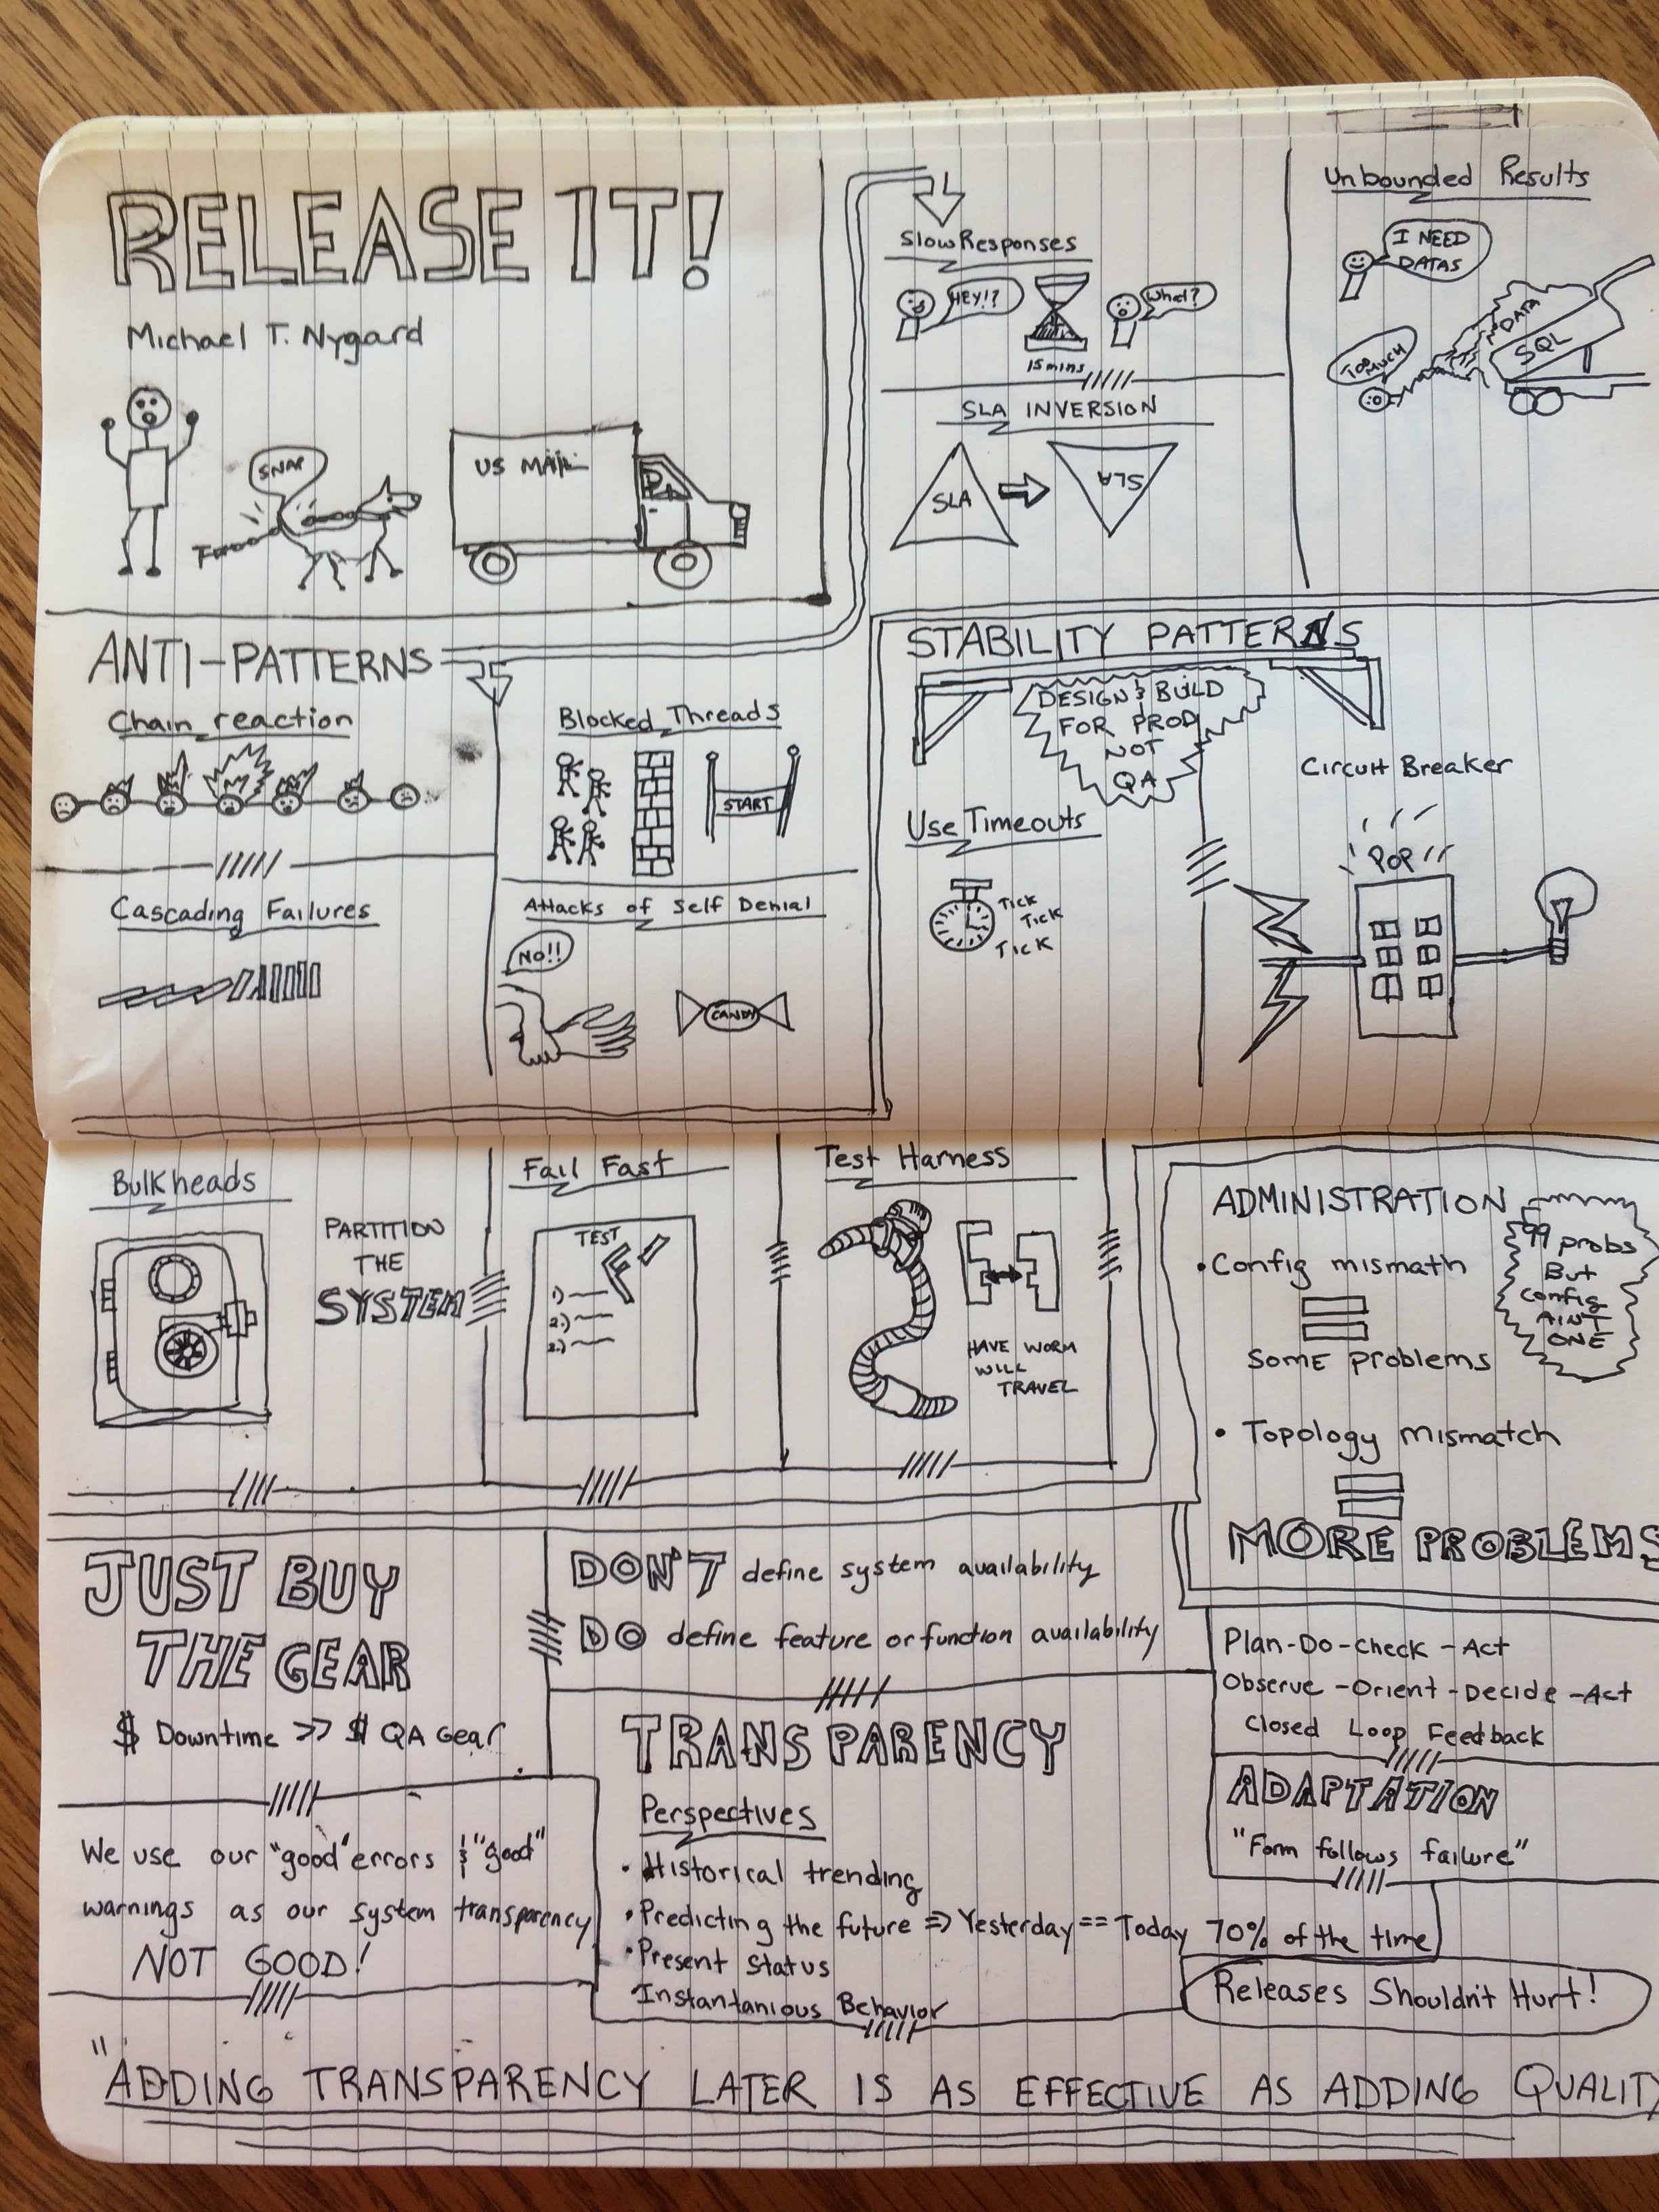 RELEASE IT!
Michael T. Nygard
SNAP
US MAIL
ANTI-PATTERNS
Chain reaction
Cascading Failures
Blocked Threads
START
Attacks of Self Denial
NO!!
CANDY
Slow Responses
HEY!?
What?
15 mins
SLA INVERSION
SLA
SLA
Unbounded Results
I NEED
DATAS
DATA
SQL
TOO MUCH
STABILITY PATTERNS
DESIGN & BUILD
FOR PROD
NOT
QA
Use Timeouts
TICK
TICK
TICK
Circuit Breaker
POP
Bulkheads
PARTITION
THE
SYSTEM
Fail Fast
TEST
F
1.)
2.)
2.)
Test Harness
HAVE WORM
WILL
TRAVEL
ADMINISTRATION
• Config mismath
SOME problems
• Topology mismatch
MORE PROBLEMS
99 probs
But
config
AIN'T
ONE
JUST BUY
THE GEAR
$ Downtime >> $ QA Gear
DON'T define system availability
DO define feature or function availability
Plan-Do-Check-Act
Observe-Orient-Decide-Act
Closed Loop Feedback
ADAPTATION
"Form follows failure"
We use our "good" errors & "good"
warnings as our system transparency
NOT GOOD!
TRANSPARENCY
Perspectives
• Historical trending
• Predicting the future => Yesterday == Today 70% of the time
• Present Status
• Instantanious Behavior
Releases Shouldn't Hurt!
"ADDING TRANSPARENCY LATER IS AS EFFECTIVE AS ADDING QUALITY